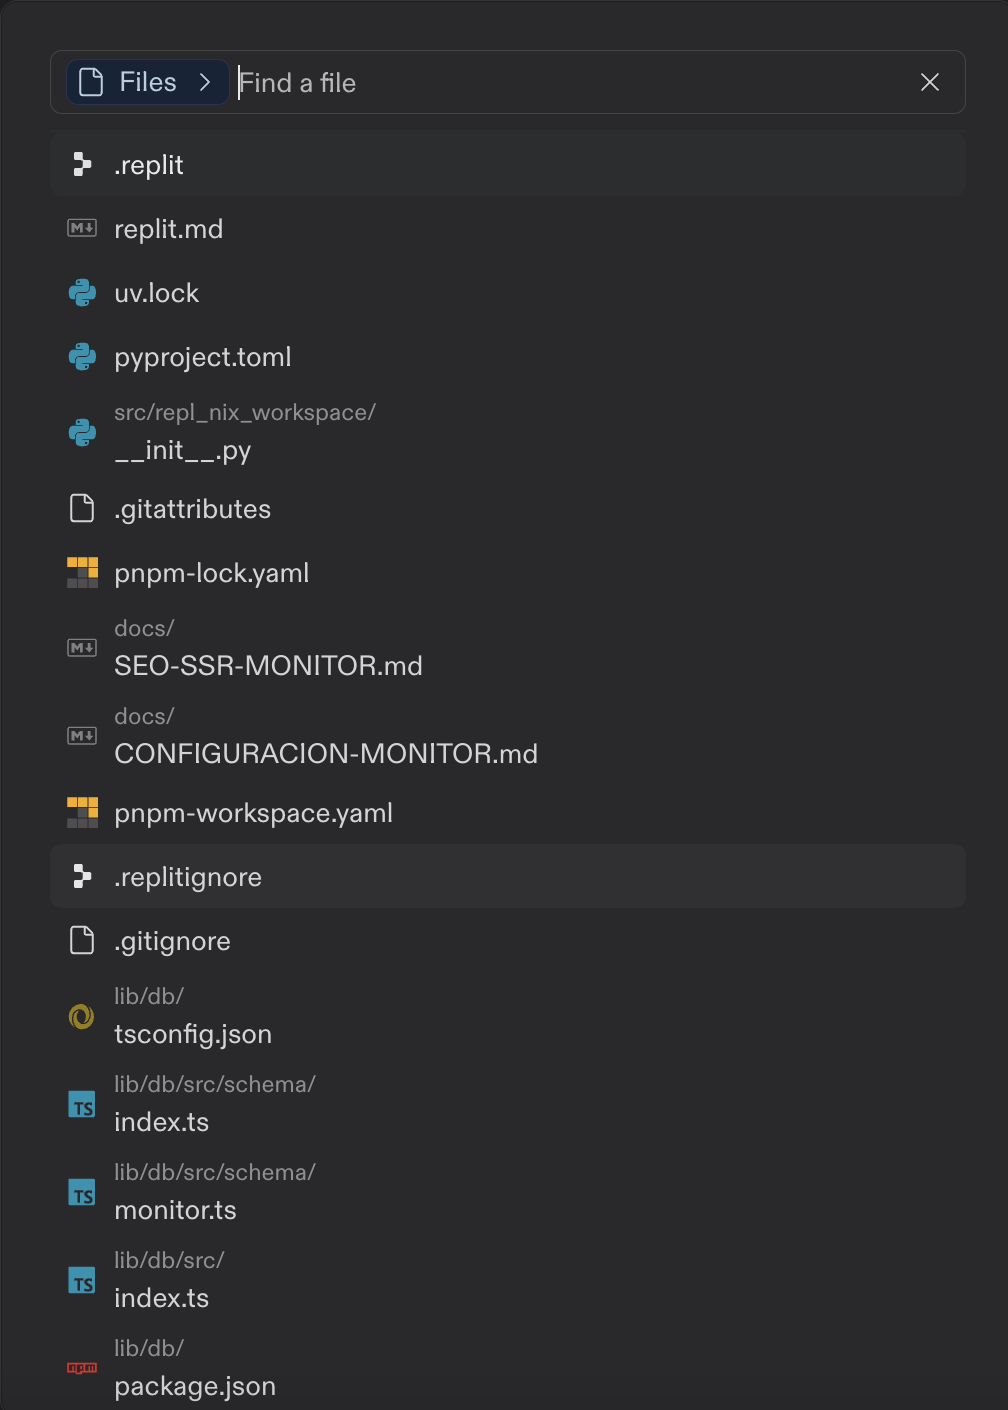 Files
Find a file
.replit
replit.md
uv.lock
pyproject.toml
src/repl_nix_workspace/
__init__.py
.gitattributes
pnpm-lock.yaml
docs/
SEO-SSR-MONITOR.md
docs/
CONFIGURACION-MONITOR.md
pnpm-workspace.yaml
.replitignore
.gitignore
lib/db/
tsconfig.json
lib/db/src/schema/
TS
index.ts
lib/db/src/schema/
TS
monitor.ts
lib/db/src/
TS
index.ts
lib/db/
package.json